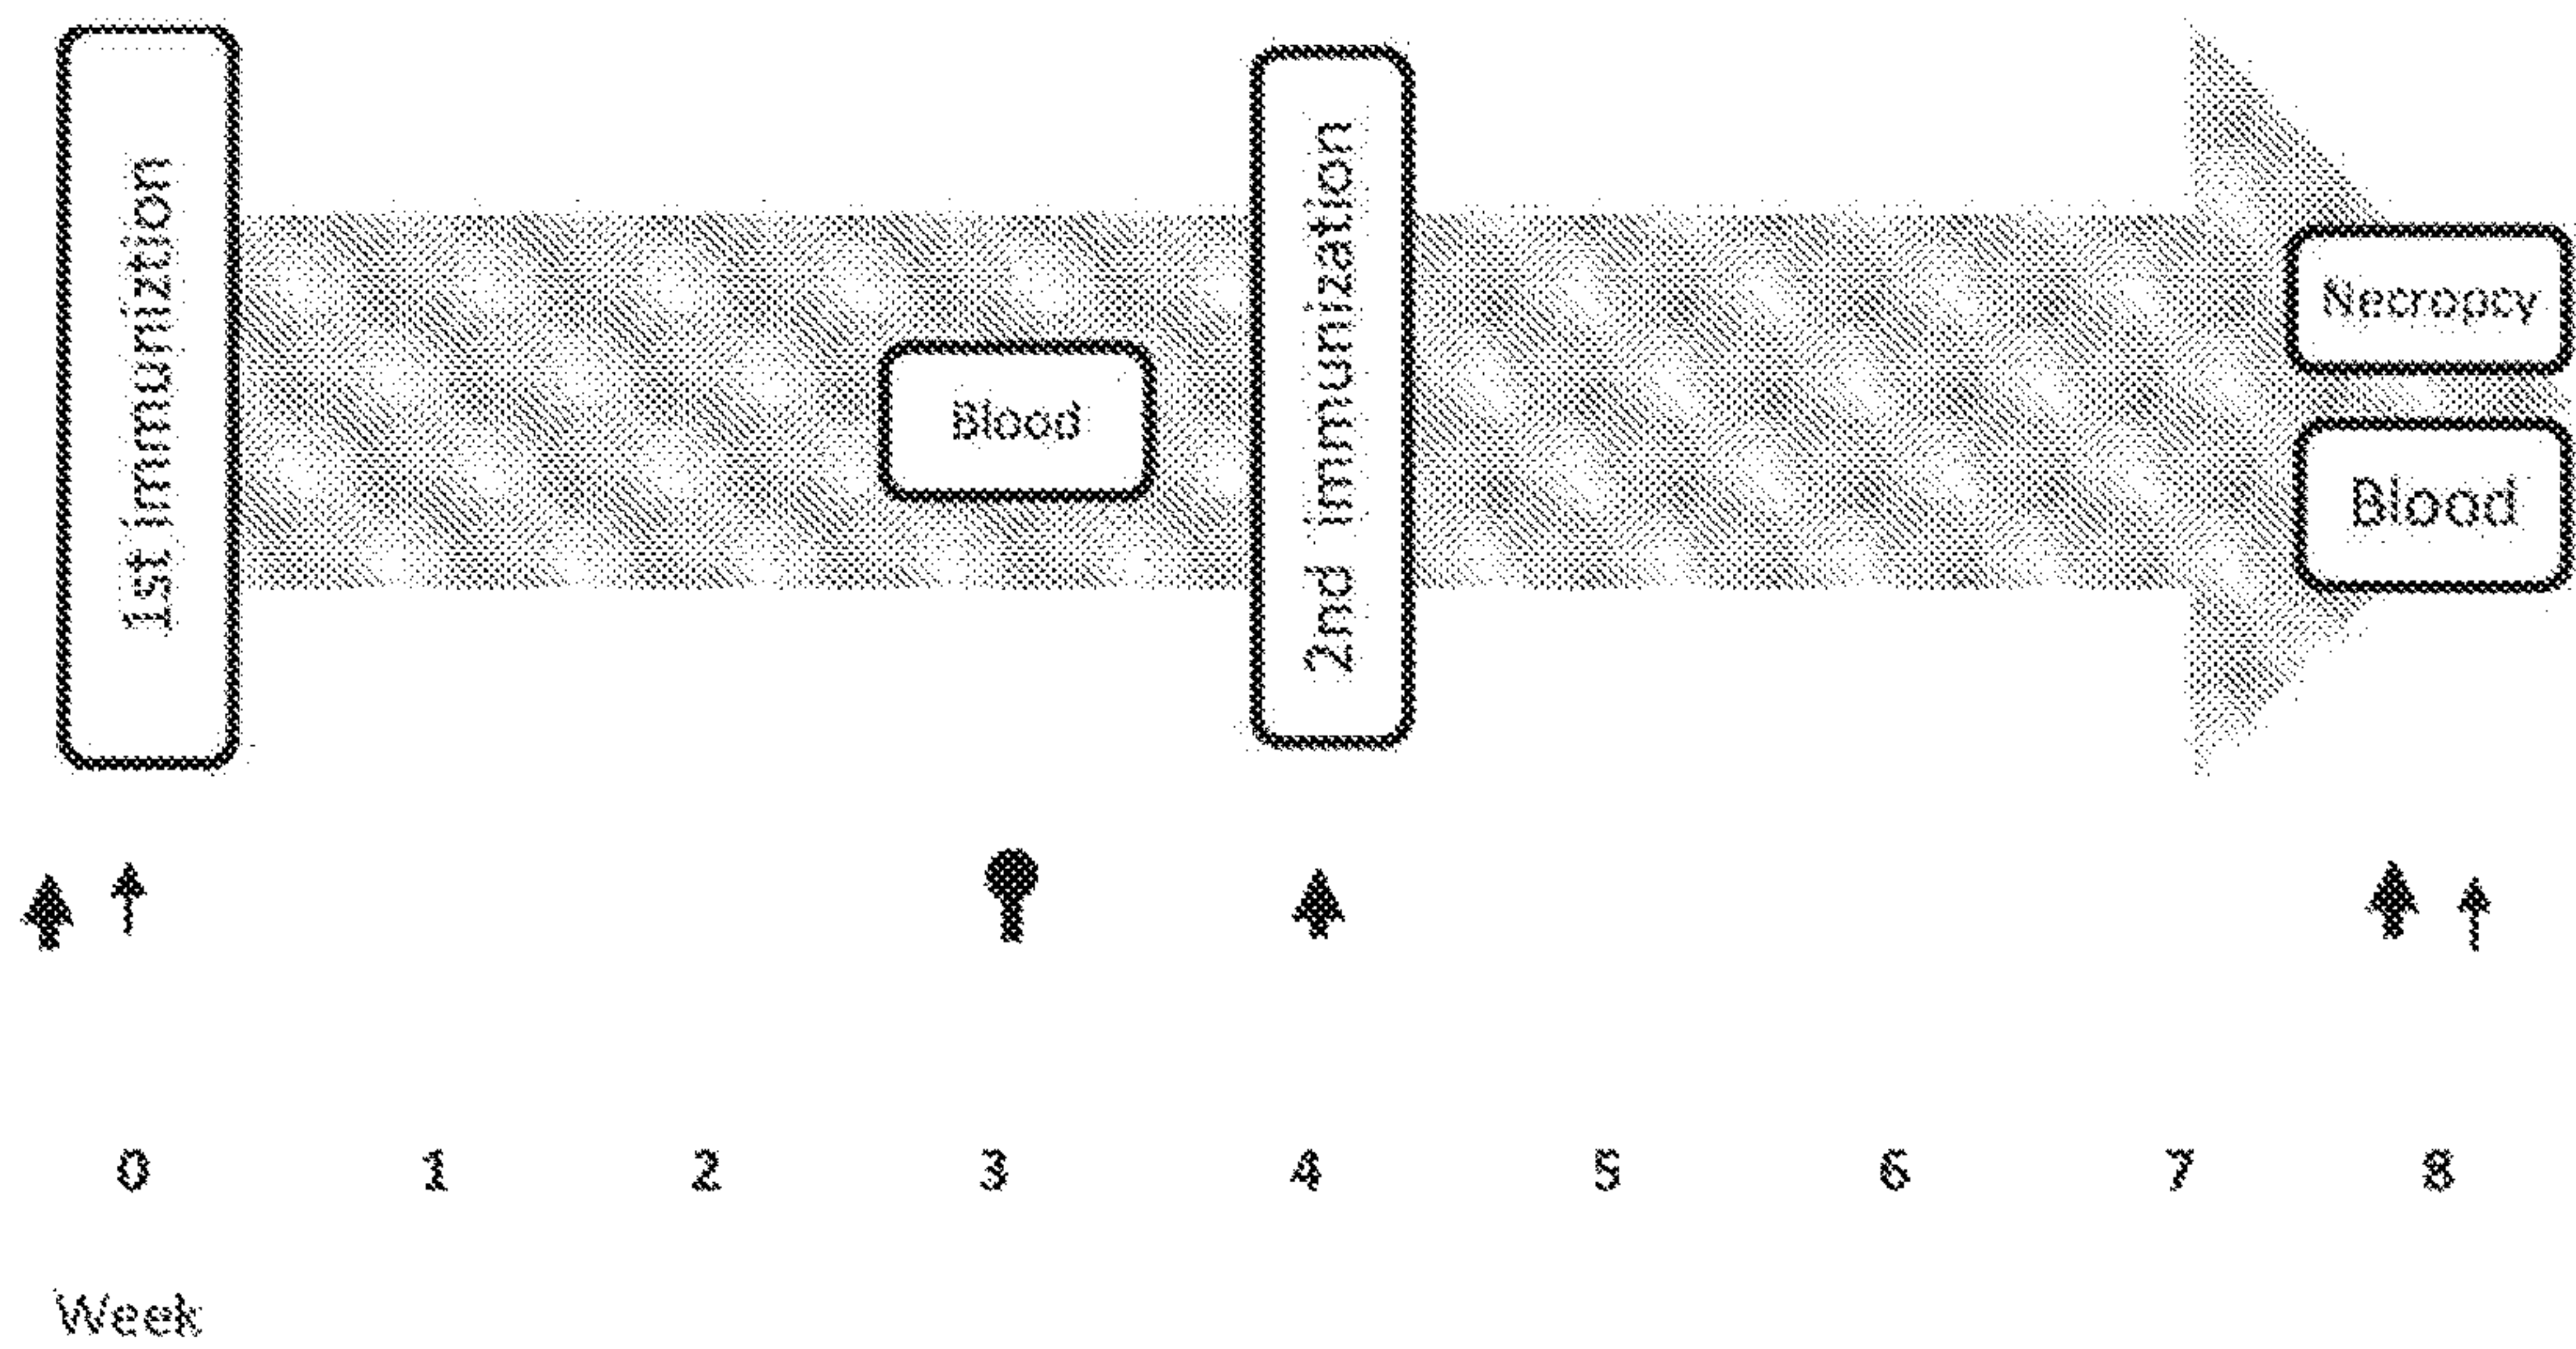 1st immuniztion
2nd immunization
Necropcy
Blood
Blood
0 1 2 3 4 5 6 7 8
Week